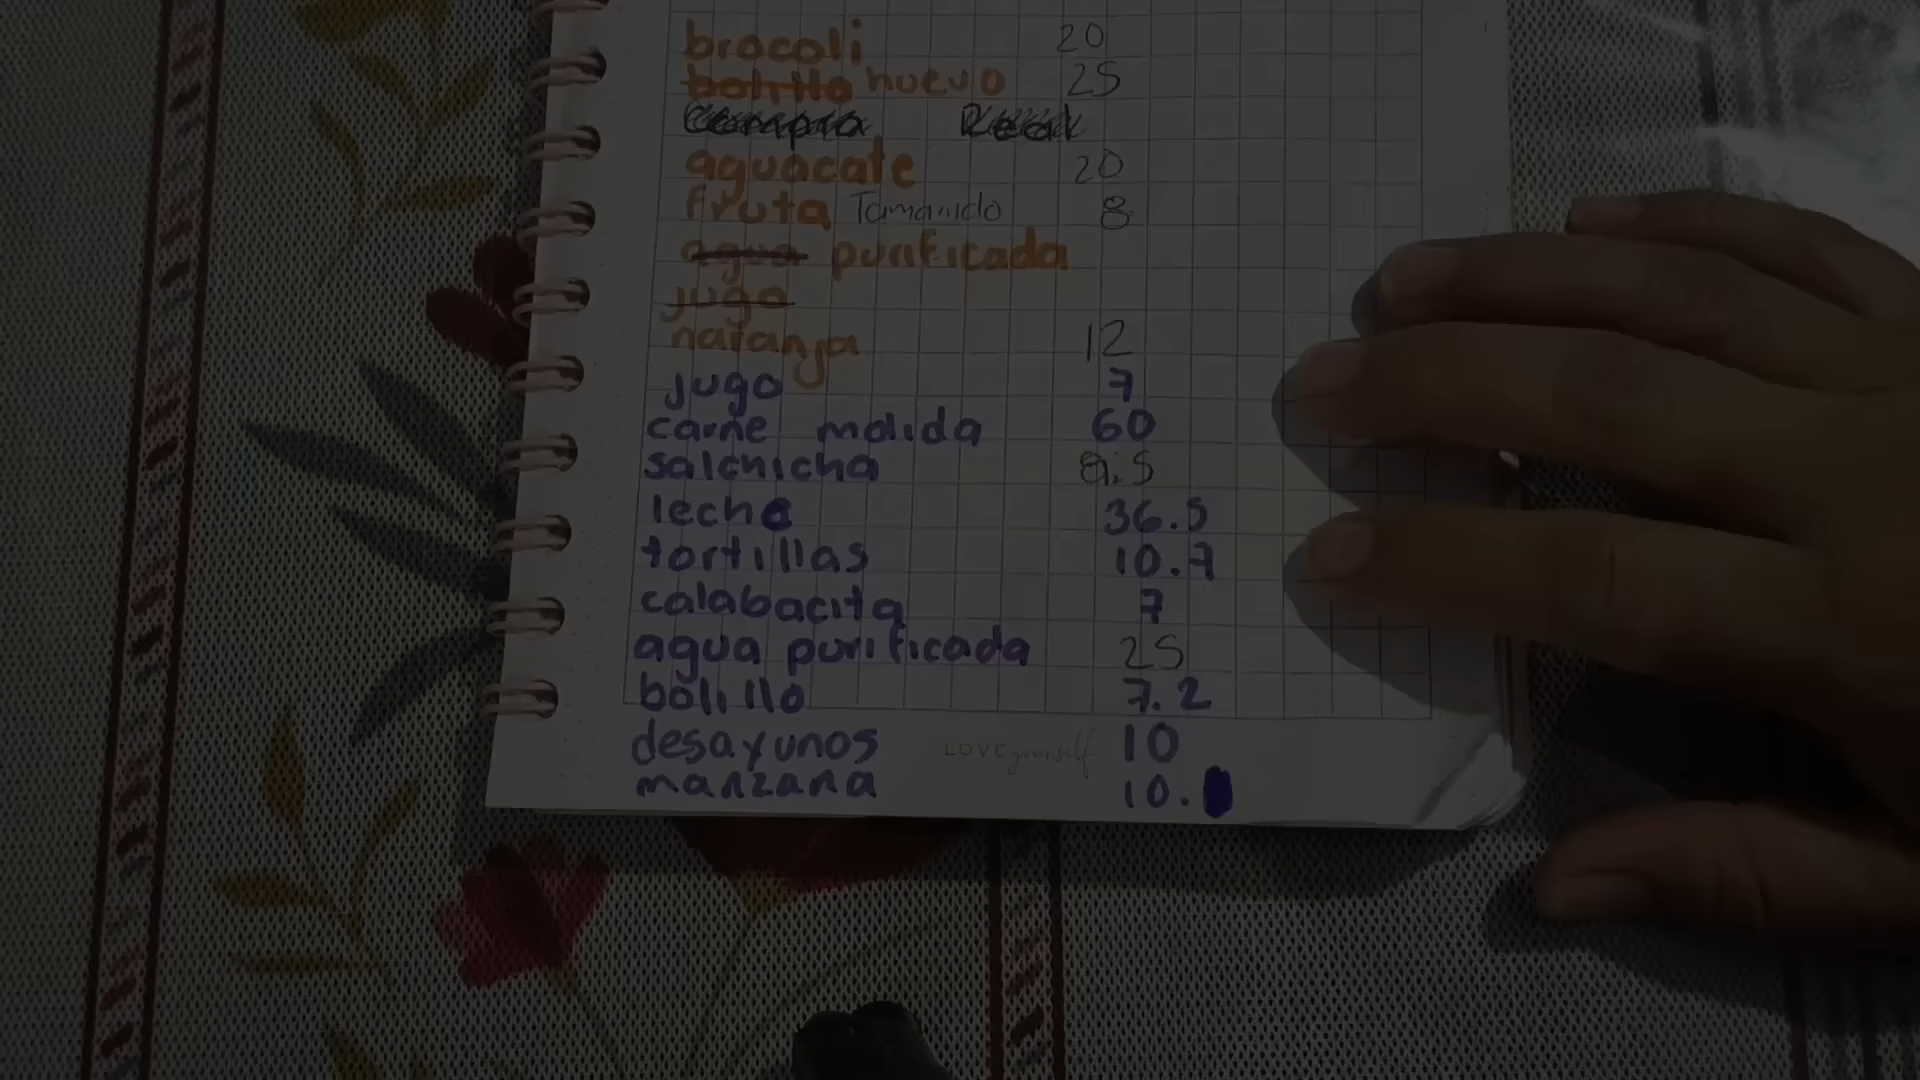 brocoli 20
bolillo huevo 25
Compra Real
aguacate 20
fruta Tamarindo 8
agua purificada
jugo
naranja 12
jugo 7
carne molida 60
salchicha 9.5
leche 36.5
tortillas 10.7
calabacita 7
agua purificada 25
bolillo 7.2
desayunos LOVE yourself 10
manzana 10.